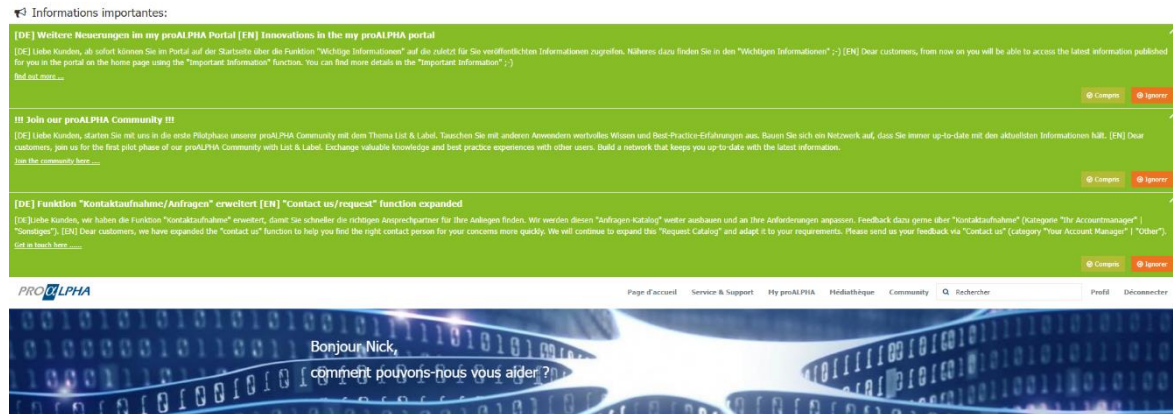 Informations importantes:
[DE] Weitere Neuerungen im my proALPHA Portal [EN] Innovations in the my proALPHA portal
[DE] Liebe Kunden, ab sofort können Sie im Portal auf der Startseite über die Funktion "Wichtige Informationen" auf die zuletzt für Sie veröffentlichten Informationen zugreifen. Näheres dazu finden Sie in den "Wichtigen Informationen" ;-) [EN] Dear customers, from now on you will be able to access the latest information published
for you in the portal on the home page using the "Important Information" function. You can find more details in the "Important Information" ;-)
find out more ...
Compris Ignorer
!!! Join our proALPHA Community !!!
[DE] Liebe Kunden, starten Sie mit uns in die erste Pilotphase unserer proALPHA Community mit dem Thema List & Label. Tauschen Sie mit anderen Anwendern wertvolles Wissen und Best-Practice-Erfahrungen aus. Bauen Sie sich ein Netzwerk auf, dass Sie immer up-to-date mit den aktuellsten Informationen hält. [EN] Dear
customers, join us for the first pilot phase of our proALPHA Community with List & Label. Exchange valuable knowledge and best practice experiences with other users. Build a network that keeps you up-to-date with the latest information.
Join the community here ....
Compris Ignorer
[DE] Funktion "Kontaktaufnahme/Anfragen" erweitert [EN] "Contact us/request" function expanded
[DE]Liebe Kunden, wir haben die Funktion "Kontaktaufnahme" erweitert, damit Sie schneller die richtigen Ansprechpartner für Ihre Anliegen finden. Wir werden diesen "Anfragen-Katalog" weiter ausbauen und an Ihre Anforderungen anpassen. Feedback dazu gerne über "Kontaktaufnahme" (Kategorie "Ihr Accountmanager" |
"Sonstiges"). [EN] Dear customers, we have expanded the "contact us" function to help you find the right contact person for your concerns more quickly. We will continue to expand this "Request Catalog" and adapt it to your requirements. Please send us your feedback via "Contact us" (category "Your Account Manager" | "Other").
Get in touch here ......
Compris Ignorer
PROALPHA Page d'accueil Service & Support My proALPHA Médiathèque Community Rechercher Profil Déconnecter
Bonjour Nick,
comment pouvons-nous vous aider ?